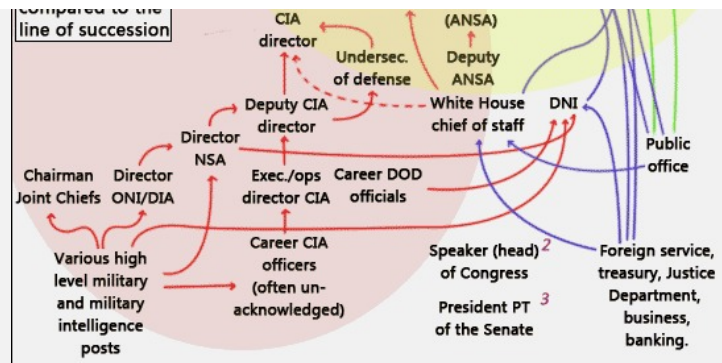 compared to the
line of succession
CIA
director
(ANSA)
Undersec.
of defense
Deputy
ANSA
Deputy CIA
director
White House
chief of staff
DNI
Director
NSA
Public
office
Chairman
Joint Chiefs
Director
ONI/DIA
Exec./ops
director CIA
Career DOD
officials
Career CIA
officers
(often un-
acknowledged)
Various high
level military
and military
intelligence
posts
Speaker (head) 2
of Congress
President PT 3
of the Senate
Foreign service,
treasury, Justice
Department,
business,
banking.